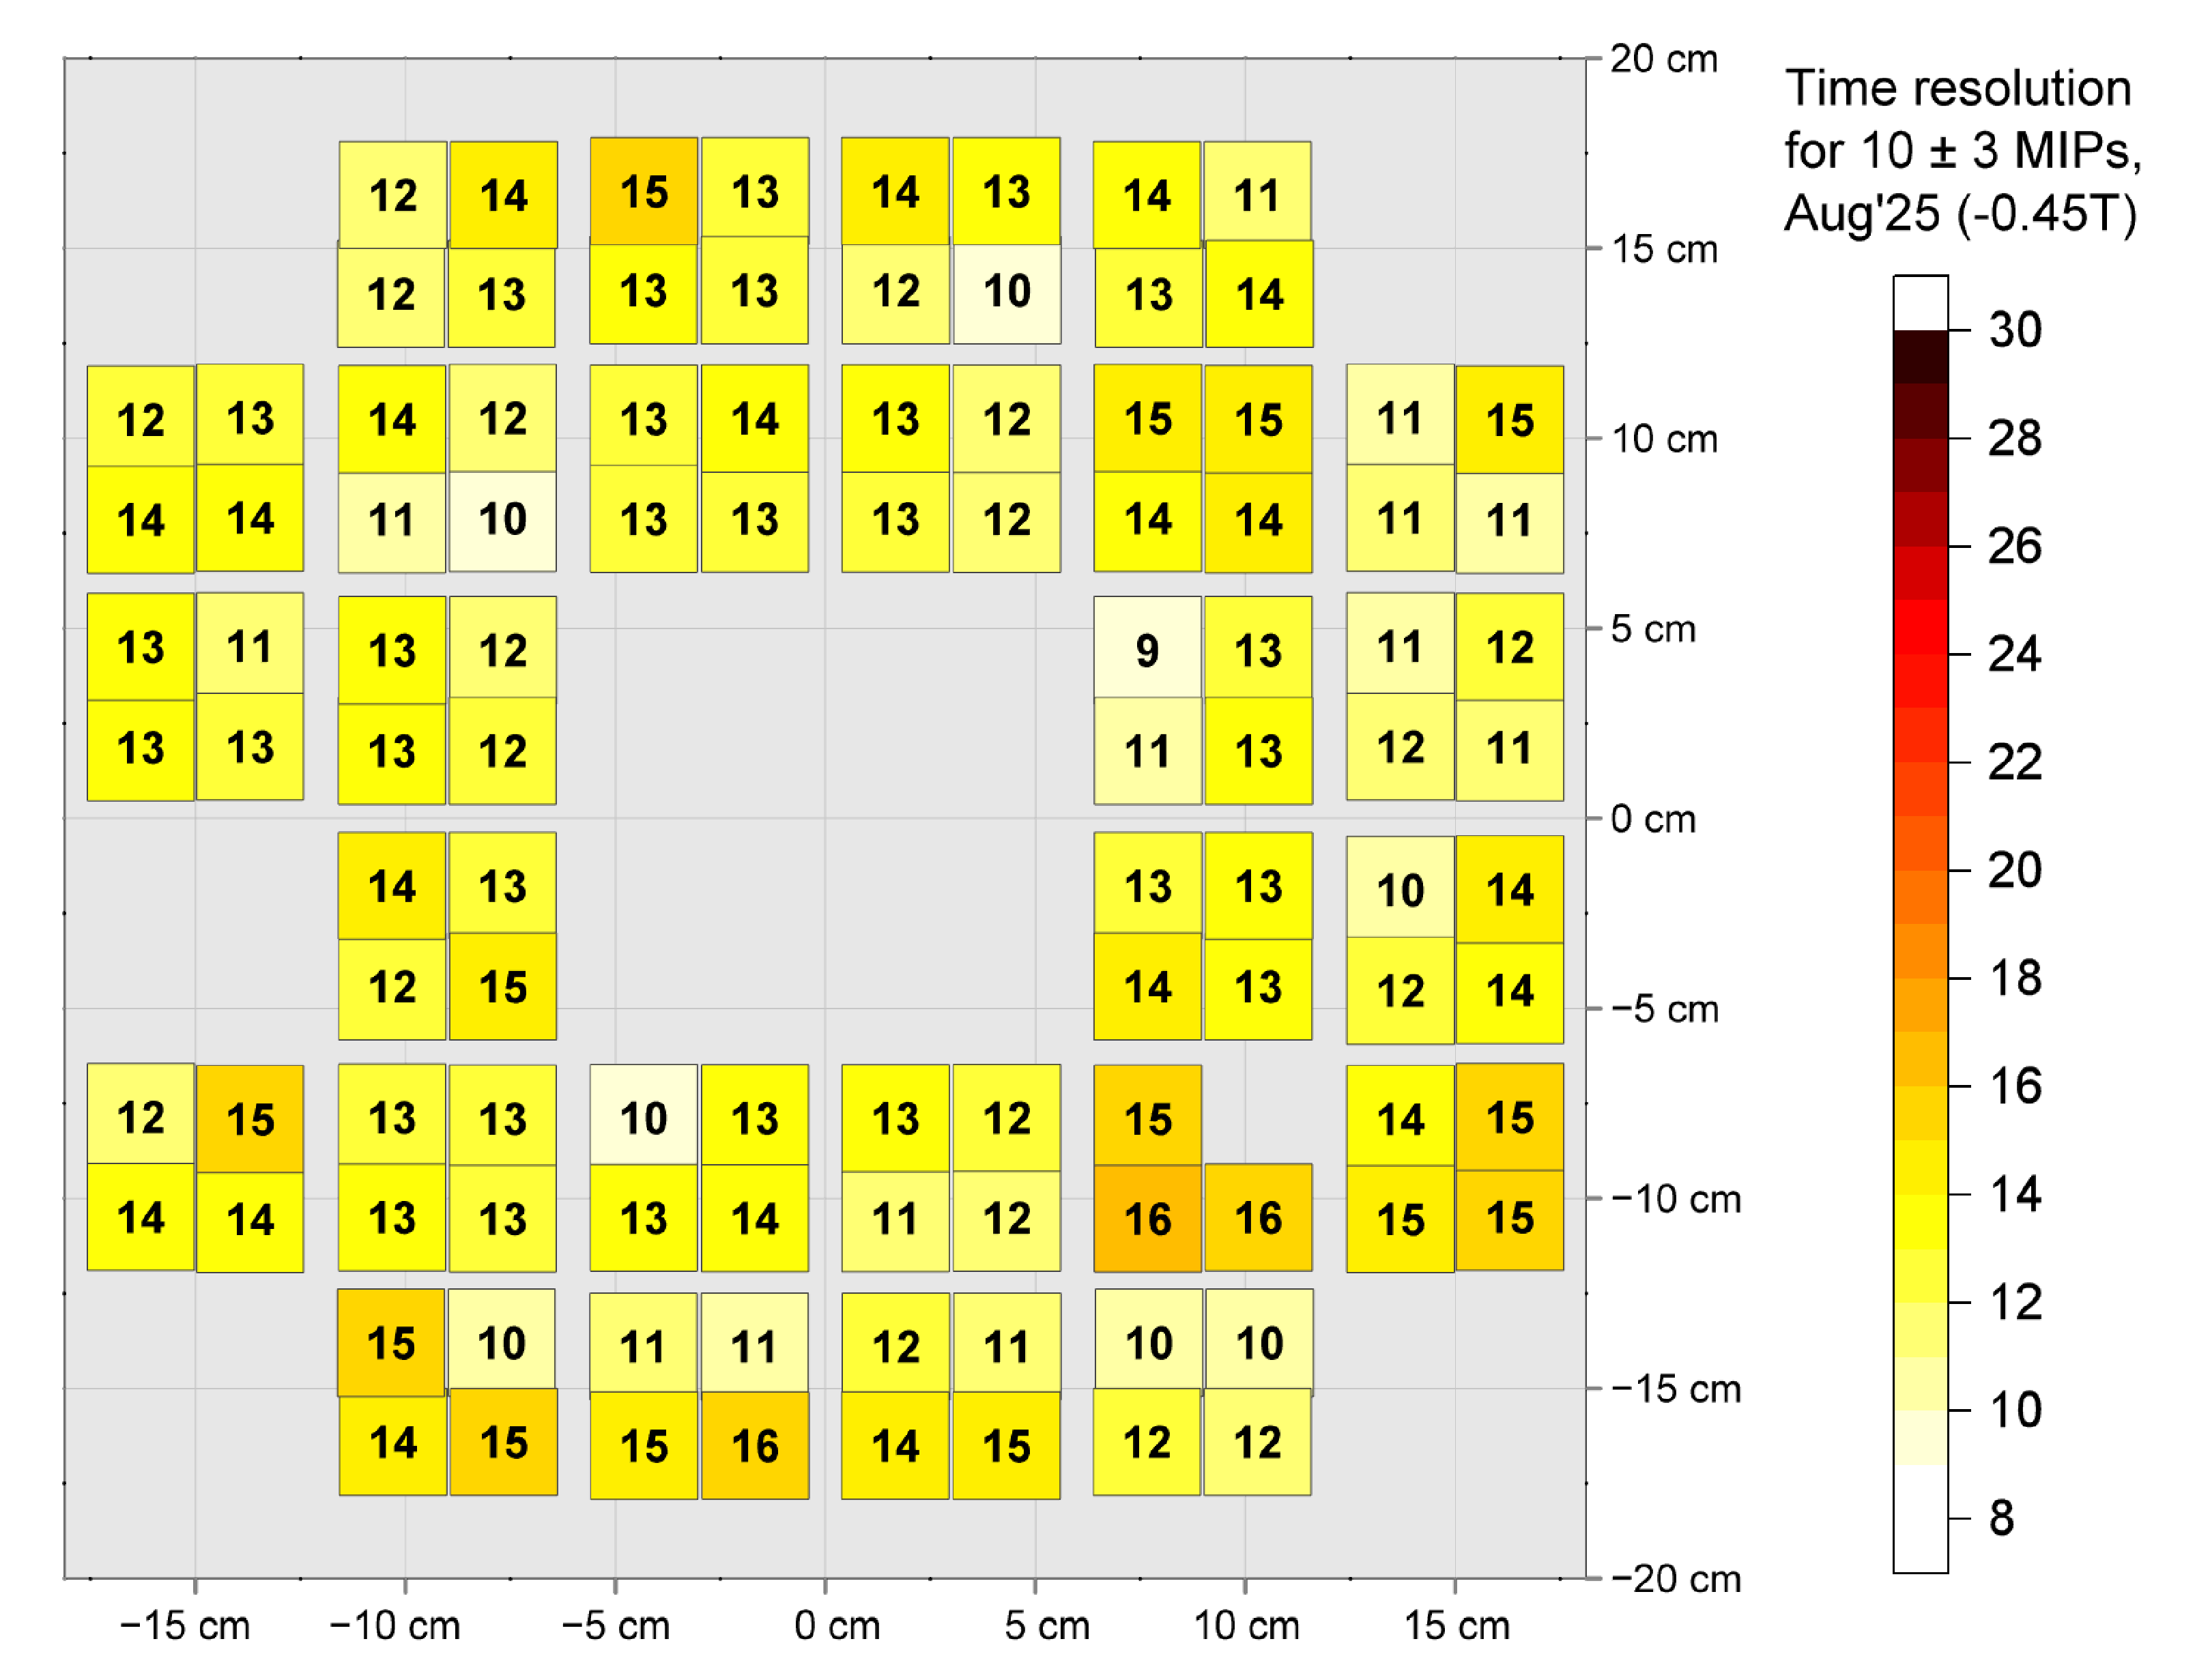 20 cm
Time resolution
for 10 ± 3 MIPs,
Aug'25 (-0.45T)
12 14 15 13 14 13 14 11
15 cm
12 13 13 13 12 10 13 14
30
12 13 14 12 13 14 13 12 15 15 11 15
10 cm
28
14 14 11 10 13 13 13 12 14 14 11 11
26
13 11 13 12 9 13 11 12
5 cm
24
13 13 13 12 11 13 12 11
22
0 cm
20
14 13 13 13 10 14
18
12 15 14 13 12 14
−5 cm
16
12 15 13 13 10 13 13 12 15 14 15
14
14 14 13 13 13 14 11 12 16 16 15 15
−10 cm
12
15 10 11 11 12 11 10 10
−15 cm
10
14 15 15 16 14 15 12 12
8
−20 cm
−15 cm −10 cm −5 cm 0 cm 5 cm 10 cm 15 cm